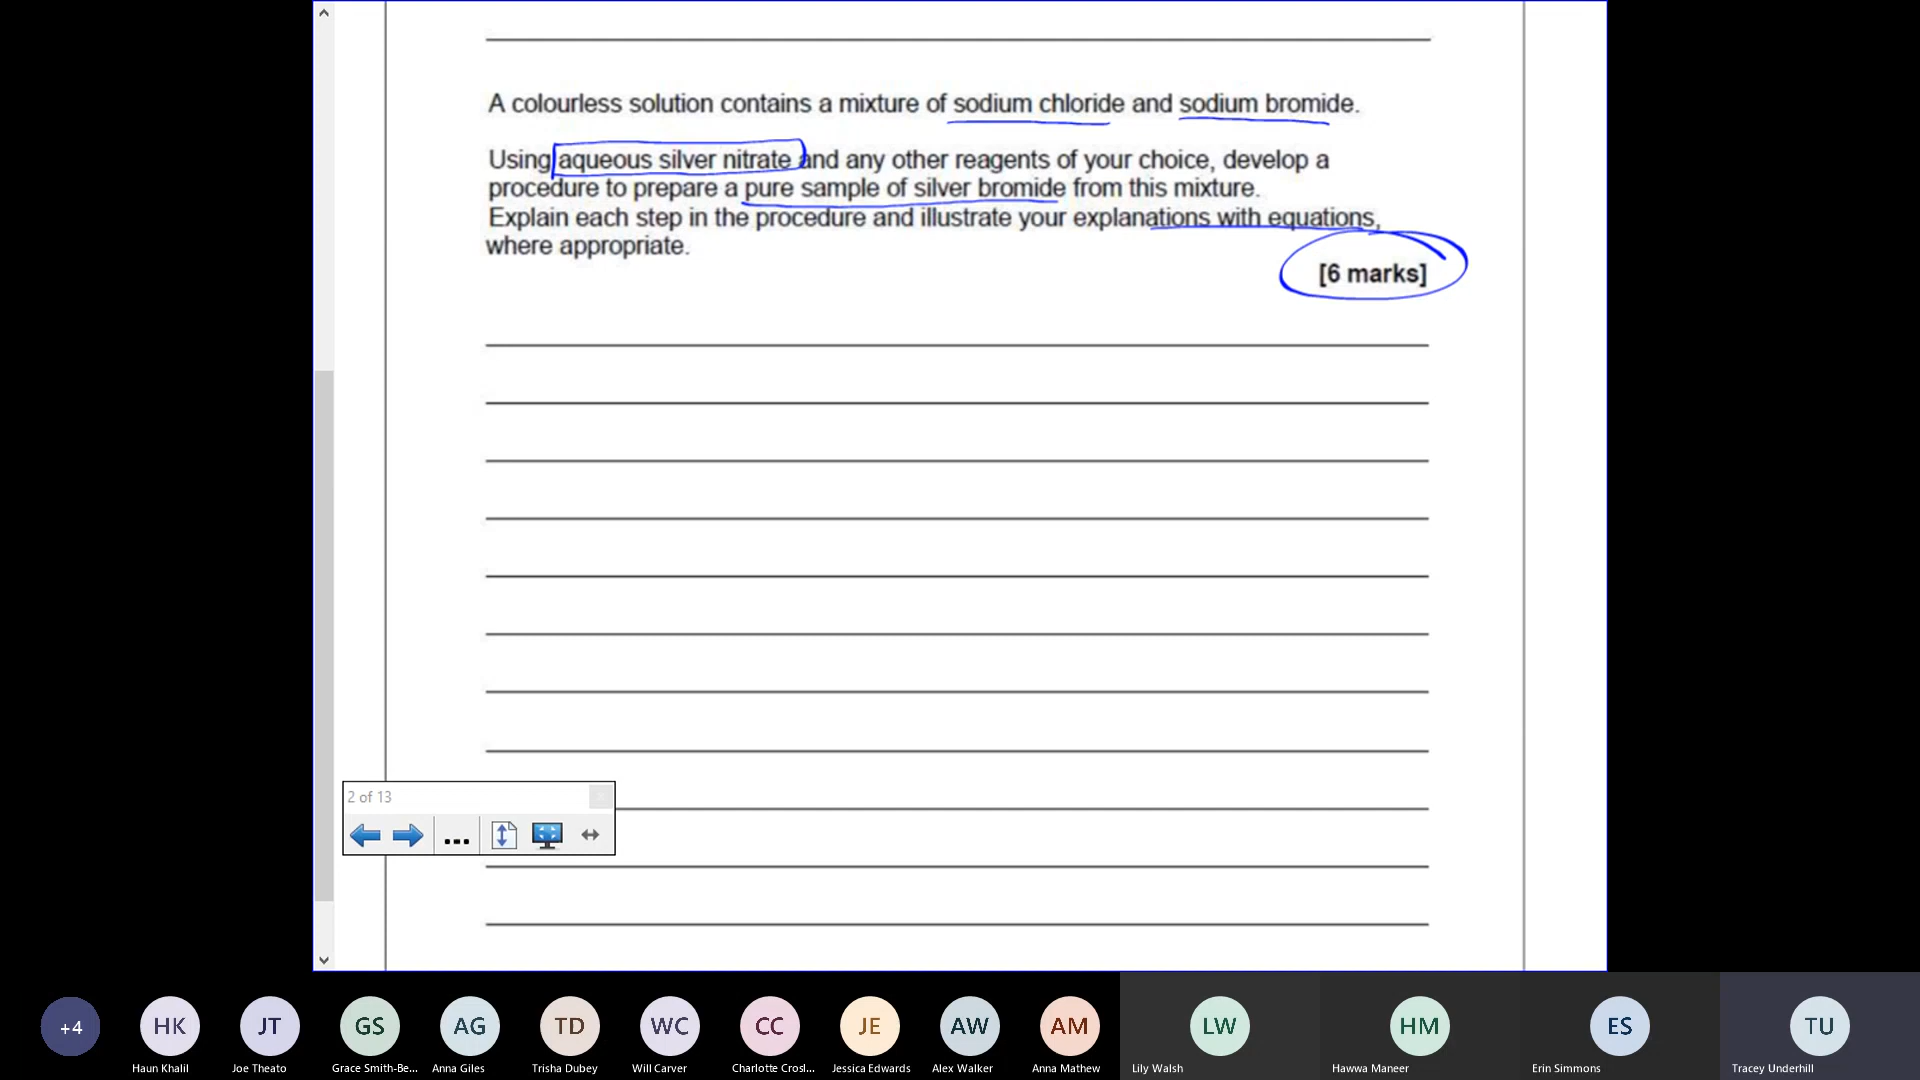 A colourless solution contains a mixture of sodium chloride and sodium bromide.
Using aqueous silver nitrate and any other reagents of your choice, develop a
procedure to prepare a pure sample of silver bromide from this mixture.
Explain each step in the procedure and illustrate your explanations with equations,
where appropriate.
[6 marks]
2 of 13
...
+4
HK
JT
GS
AG
TD
WC
CC
JE
AW
AM
LW
HM
ES
TU
Haun Khalil
Joe Theato
Grace Smith-Be...
Anna Giles
Trisha Dubey
Will Carver
Charlotte Crosl...
Jessica Edwards
Alex Walker
Anna Mathew
Lily Walsh
Hawwa Maneer
Erin Simmons
Tracey Underhill